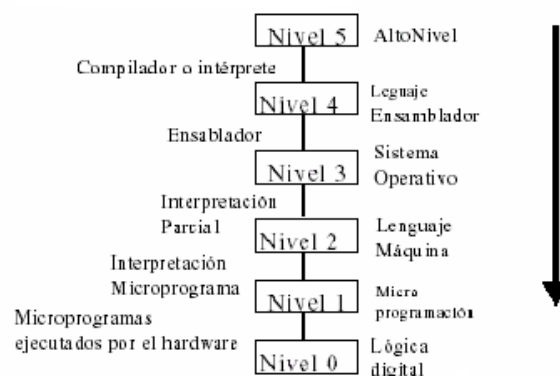 Nivel 5
AltoNivel
Compilador o intérprete
Nivel 4
Leguaje
Ensamblador
Ensablador
Nivel 3
Sistema
Operativo
Interpretación
Parcial
Nivel 2
Lenguaje
Máquina
Interpretación
Microprograma
Nivel 1
Micro
programación
Microprogramas
ejecutados por el hardware
Nivel 0
Lógica
digital